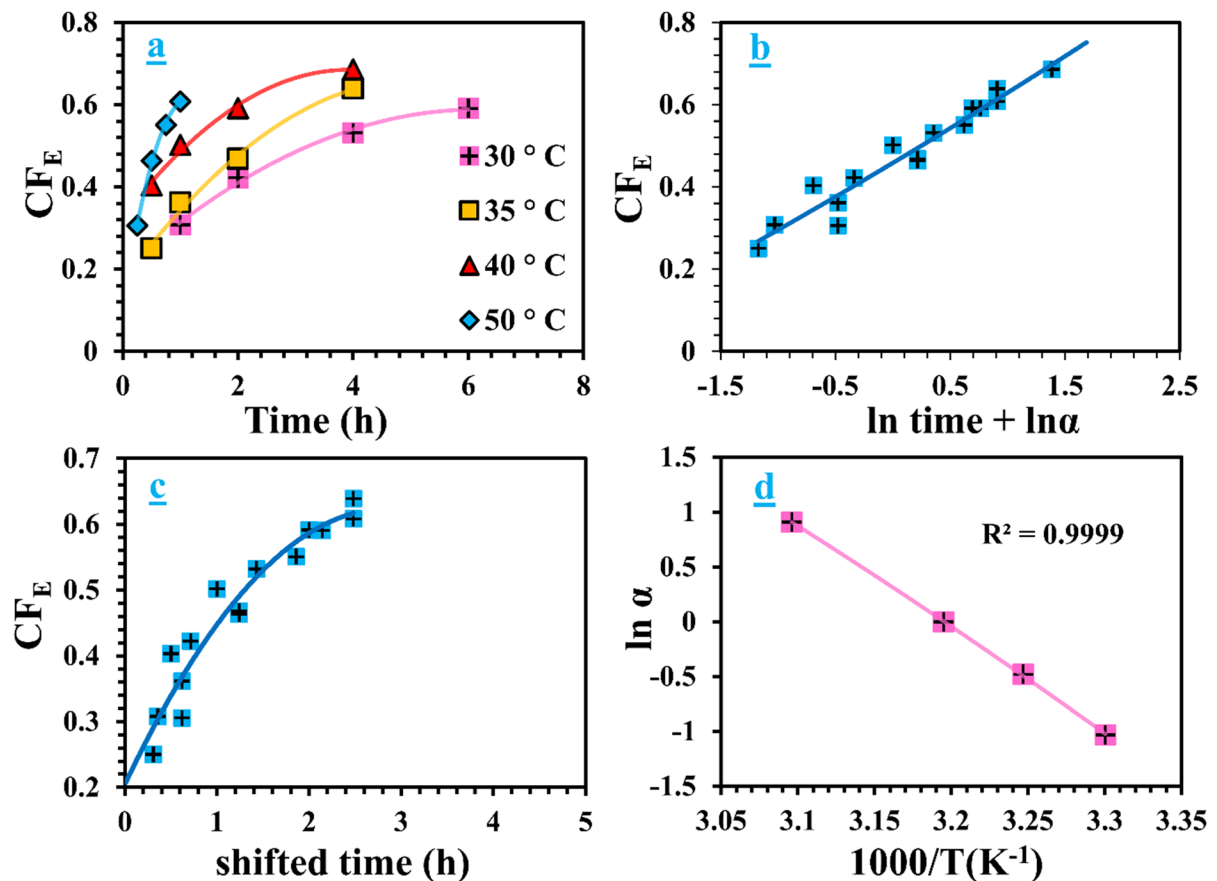 a
CF_E
0.8
0.6
0.4
0.2
0
0 2 4 6 8
Time (h)
30 ° C
35 ° C
40 ° C
50 ° C
b
CF_E
0.8
0.6
0.4
0.2
0
-1.5 -0.5 0.5 1.5 2.5
ln time + lnα
c
CF_E
0.7
0.6
0.5
0.4
0.3
0.2
0 1 2 3 4 5
shifted time (h)
d
ln α
1.5
1
0.5
0
-0.5
-1
-1.5
R² = 0.9999
3.05 3.1 3.15 3.2 3.25 3.3 3.35
1000/T(K⁻¹)